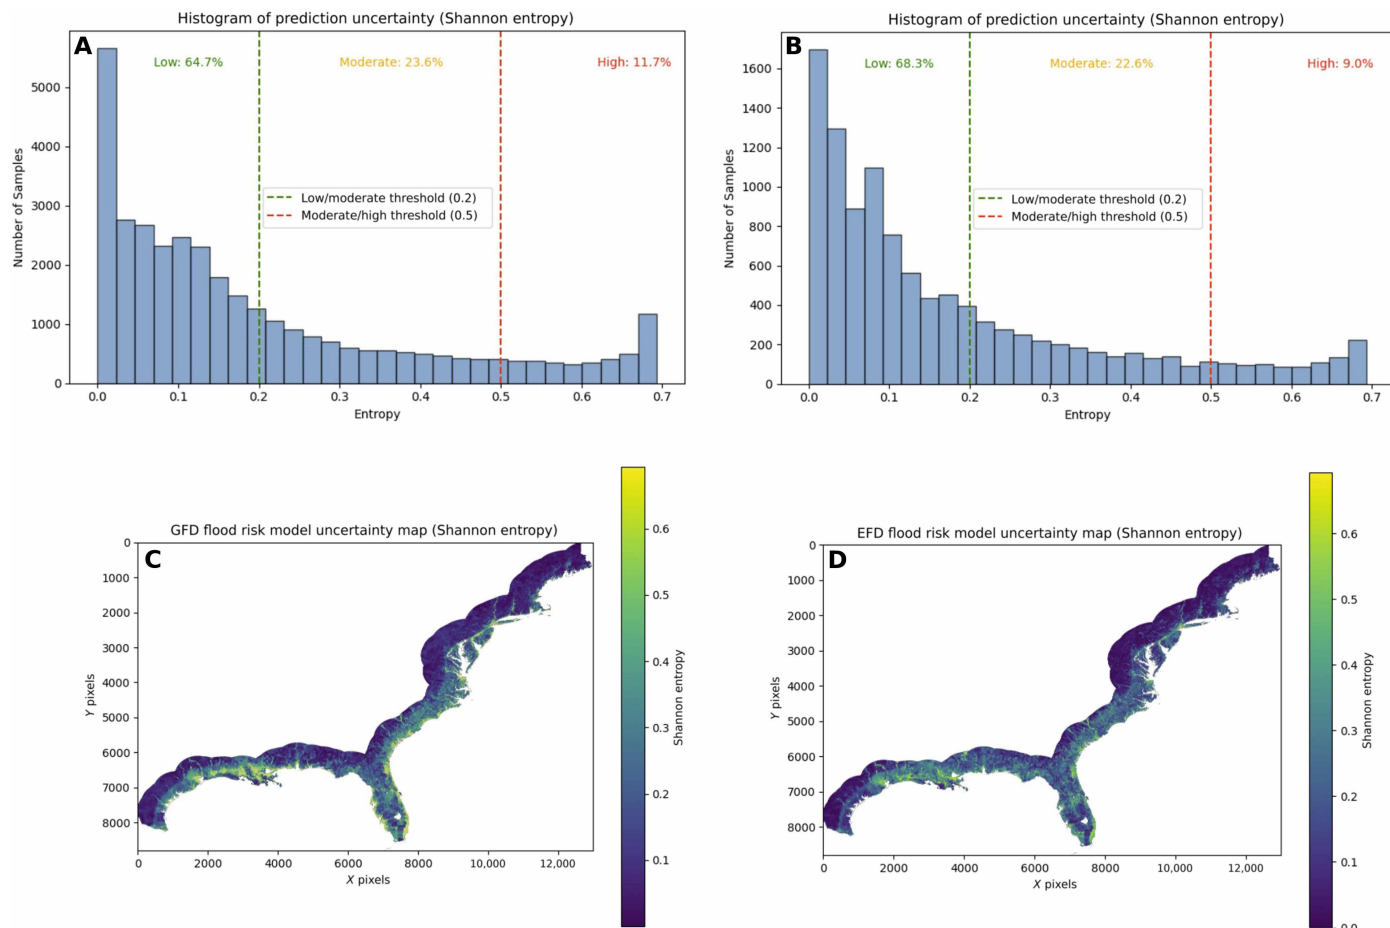 Histogram of prediction uncertainty (Shannon entropy)
A
Low: 64.7%
Moderate: 23.6%
High: 11.7%
Low/moderate threshold (0.2)
Moderate/high threshold (0.5)
Number of Samples
5000
4000
3000
2000
1000
0
0.0 0.1 0.2 0.3 0.4 0.5 0.6 0.7
Entropy
Histogram of prediction uncertainty (Shannon entropy)
B
Low: 68.3%
Moderate: 22.6%
High: 9.0%
Low/moderate threshold (0.2)
Moderate/high threshold (0.5)
Number of Samples
1600
1400
1200
1000
800
600
400
200
0
0.0 0.1 0.2 0.3 0.4 0.5 0.6 0.7
Entropy
GFD flood risk model uncertainty map (Shannon entropy)
C
Y pixels
0
1000
2000
3000
4000
5000
6000
7000
8000
0 2000 4000 6000 8000 10,000 12,000
X pixels
0.6
0.5
0.4
0.3
0.2
0.1
Shannon entropy
EFD flood risk model uncertainty map (Shannon entropy)
D
Y pixels
0
1000
2000
3000
4000
5000
6000
7000
8000
0 2000 4000 6000 8000 10,000 12,000
X pixels
0.6
0.5
0.4
0.3
0.2
0.1
0.0
Shannon entropy